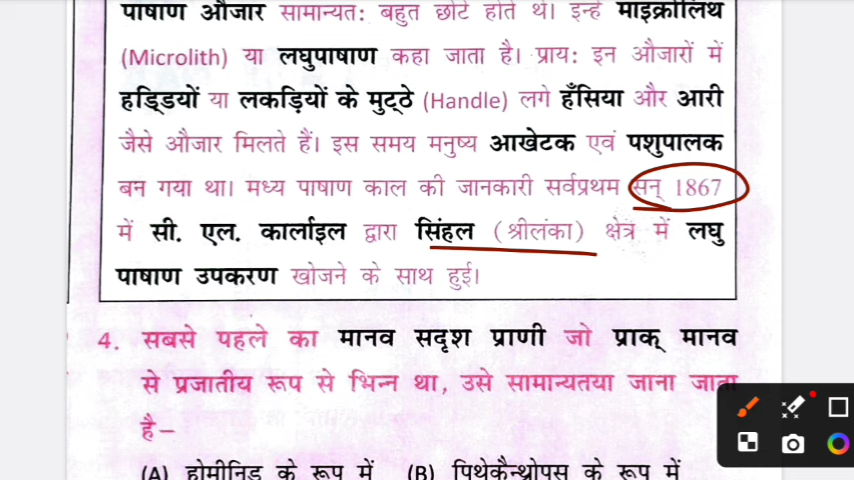 पाषाण औजार सामान्यत: बहुत छोटे होते थे। इन्हें माइक्रोलिथ
(Microlith) या लघुपाषाण कहा जाता है। प्राय: इन औजारों में
हड्डियों या लकड़ियों के मुट्ठे (Handle) लगे हँसिया और आरी
जैसे औजार मिलते हैं। इस समय मनुष्य आखेटक एवं पशुपालक
बन गया था। मध्य पाषाण काल की जानकारी सर्वप्रथम सन् 1867
में सी. एल. कार्लाइल द्वारा सिंहल (श्रीलंका) क्षेत्र में लघु
पाषाण उपकरण खोजने के साथ हुई।
4. सबसे पहले का मानव सदृश प्राणी जो प्राक् मानव
से प्रजातीय रूप से भिन्न था, उसे सामान्यतया जाना जाता
है–
(A) होमीनिड के रूप में (B) पिथेकैन्थ्रोपस के रूप में